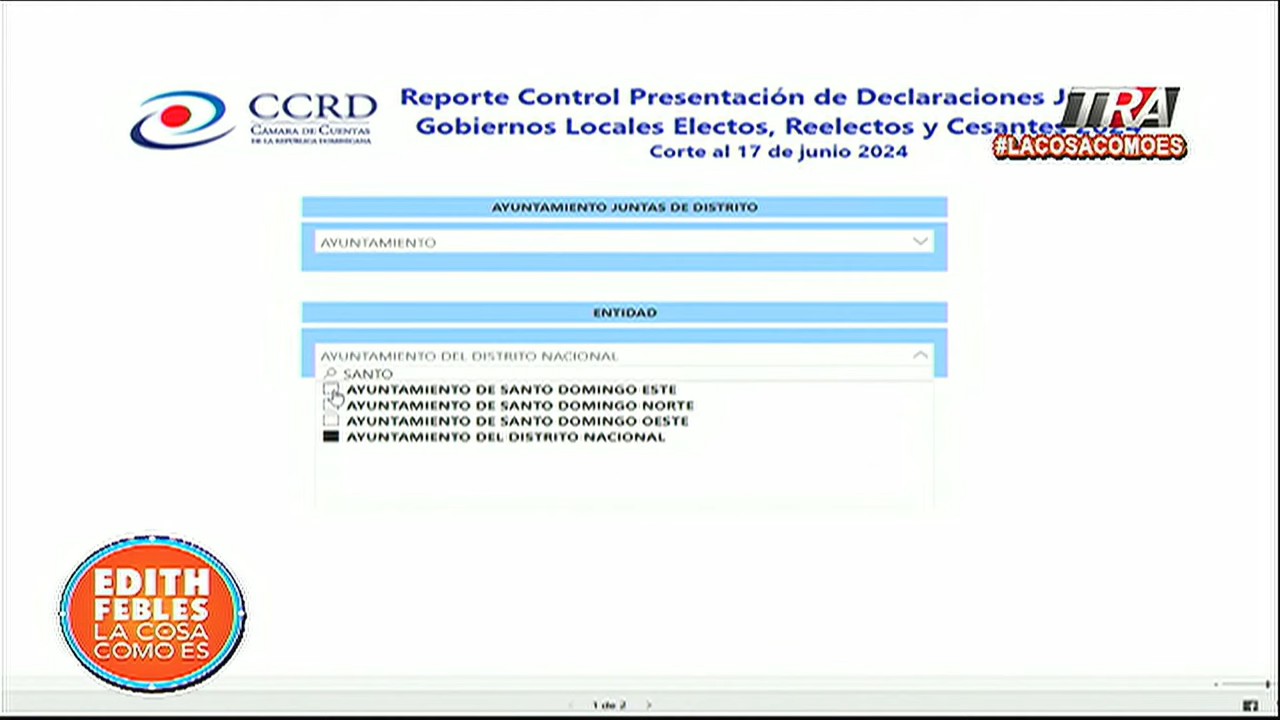 CCRD
CÁMARA DE CUENTAS
DE LA REPÚBLICA DOMINICANA
Reporte Control Presentación de Declaraciones J
Gobiernos Locales Electos, Reelectos y Cesantes 2024
Corte al 17 de junio 2024
TRA
#LACOSACOMOES
AYUNTAMIENTO JUNTAS DE DISTRITO
AYUNTAMIENTO
ENTIDAD
AYUNTAMIENTO DEL DISTRITO NACIONAL
SANTO
AYUNTAMIENTO DE SANTO DOMINGO ESTE
AYUNTAMIENTO DE SANTO DOMINGO NORTE
AYUNTAMIENTO DE SANTO DOMINGO OESTE
AYUNTAMIENTO DEL DISTRITO NACIONAL
EDITH
FEBLES
LA COSA
COMO ES
1 de 2